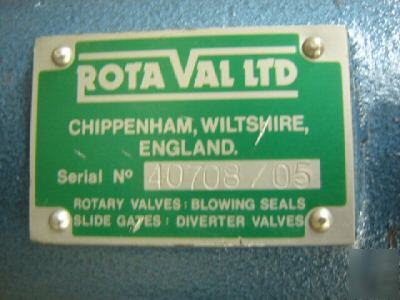 ROTA VAL LTD
CHIPPENHAM, WILTSHIRE,
ENGLAND.
Serial Nº 40708/05
ROTARY VALVES: BLOWING SEALS
SLIDE GATES: DIVERTER VALVES